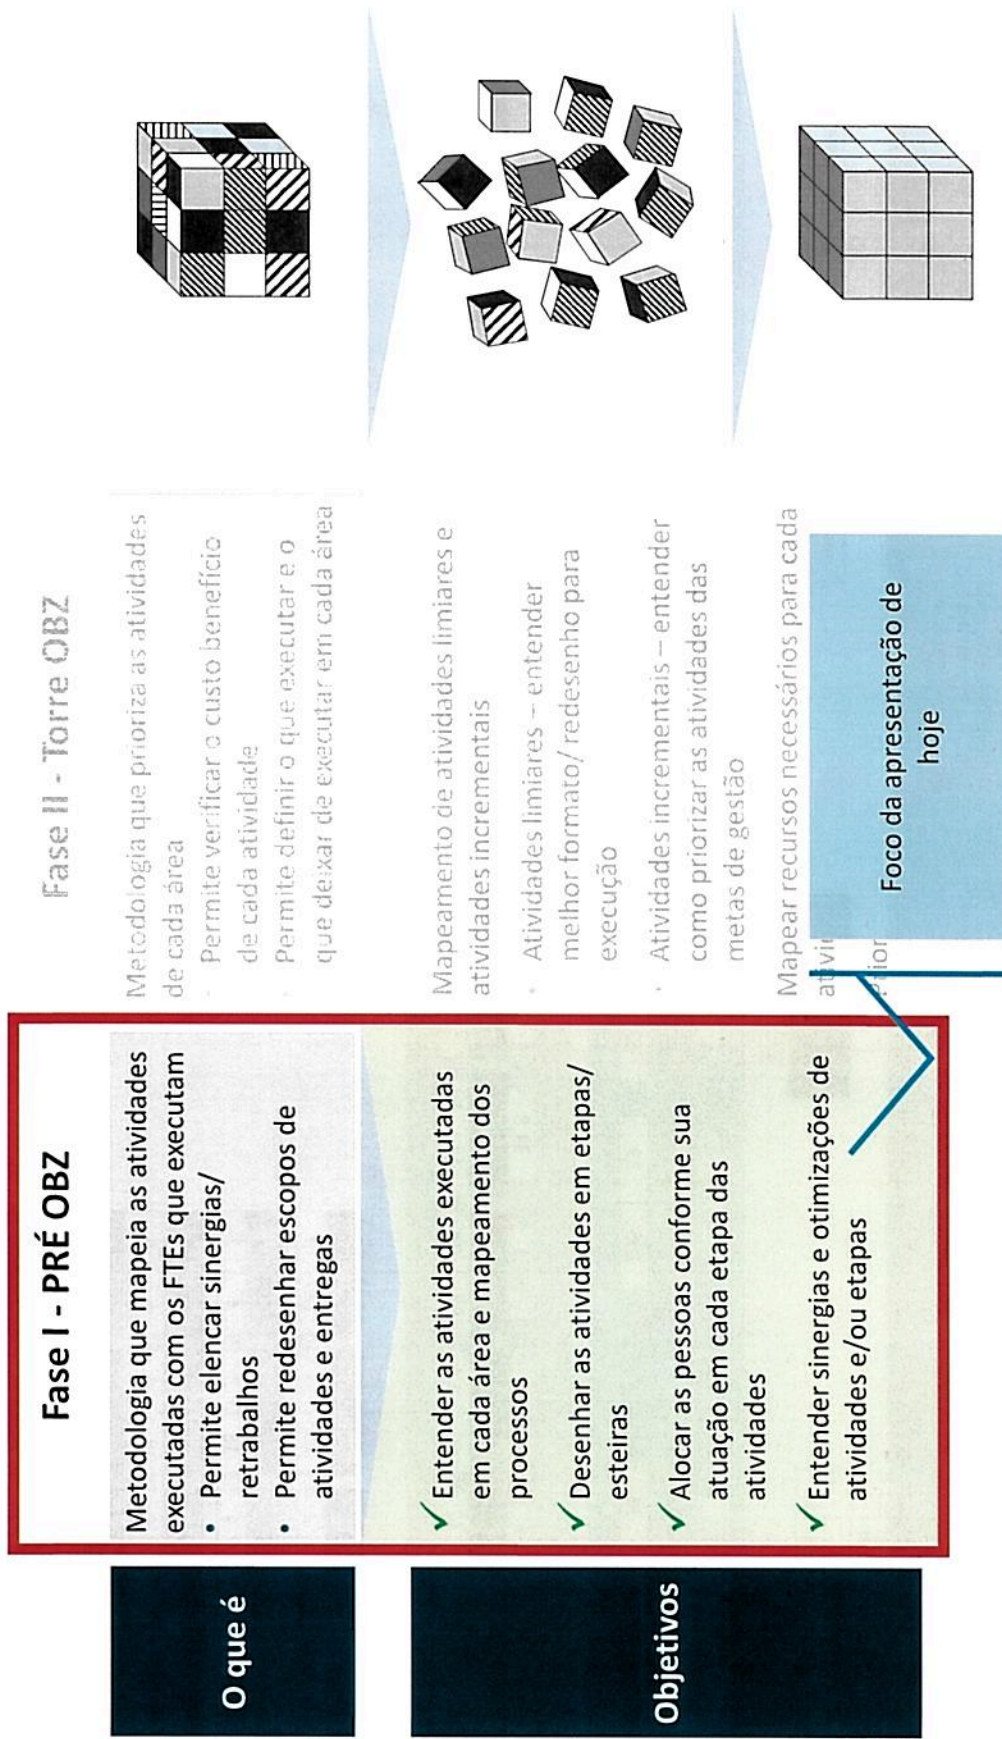 Fase I - PRÉ OBZ
Fase II - Torre OBZ
O que é
Metodologia que mapeia as atividades
executadas com os FTEs que executam
• Permite elencar sinergias/
retrabalhos
• Permite redesenhar escopos de
atividades e entregas
Metodologia que prioriza as atividades
de cada área
· Permite verificar o custo benefício
de cada atividade
· Permite definir o que executar e o
que deixar de executar em cada área
Objetivos
✓ Entender as atividades executadas
em cada área e mapeamento dos
processos
✓ Desenhar as atividades em etapas/
esteiras
✓ Alocar as pessoas conforme sua
atuação em cada etapa das
atividades
✓ Entender sinergias e otimizações de
atividades e/ou etapas
Mapeamento de atividades limiares e
atividades incrementais
• Atividades limiares – entender
melhor formato/ redesenho para
execução
• Atividades incrementais – entender
como priorizar as atividades das
metas de gestão
Mapear recursos necessários para cada
Foco da apresentação de
hoje